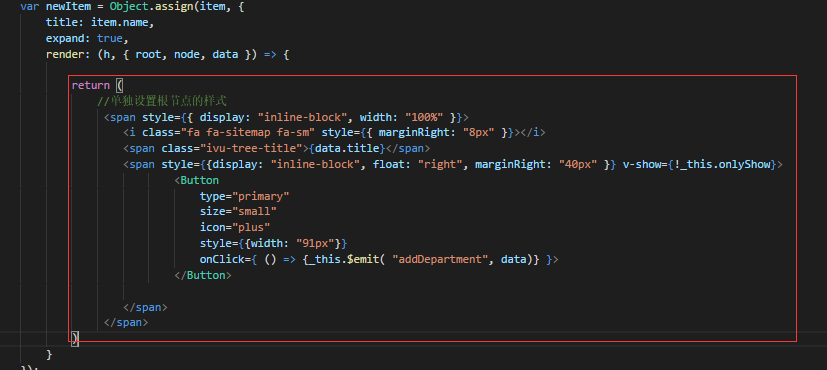 var newItem = Object.assign(item, {
title: item.name,
expand: true,
render: (h, { root, node, data }) => {
return (
//单独设置根节点的样式
<span style={{ display: "inline-block", width: "100%" }}>
<i class="fa fa-sitemap fa-sm" style={{ marginRight: "8px" }}></i>
<span class="ivu-tree-title">{data.title}</span>
<span style={{display: "inline-block", float: "right", marginRight: "40px" }} v-show={!_this.onlyShow}>
<Button
type="primary"
size="small"
icon="plus"
style={{width: "91px"}}
onClick={ () => {_this.$emit( "addDepartment", data)} }>
</Button>
</span>
</span>
)
}
});